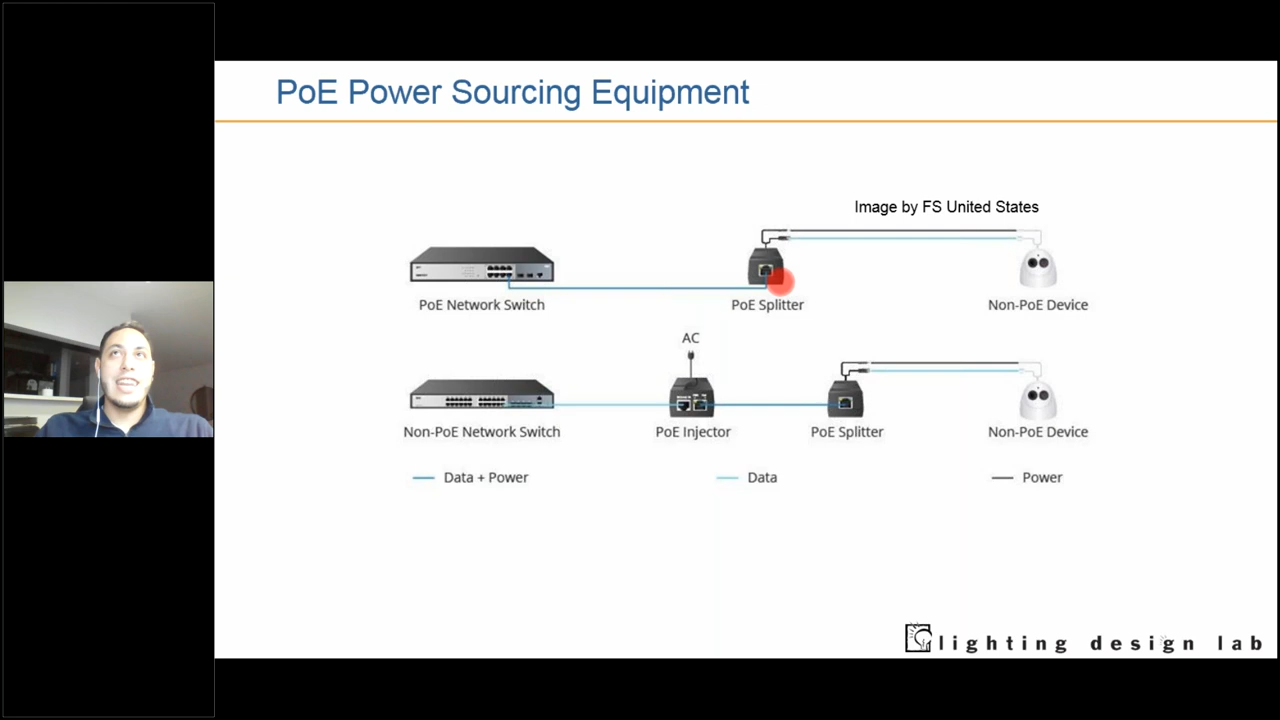 PoE Power Sourcing Equipment
Image by FS United States
PoE Network Switch
PoE Splitter
Non-PoE Device
AC
Non-PoE Network Switch
PoE Injector
PoE Splitter
Non-PoE Device
Data + Power
Data
Power
lighting design lab